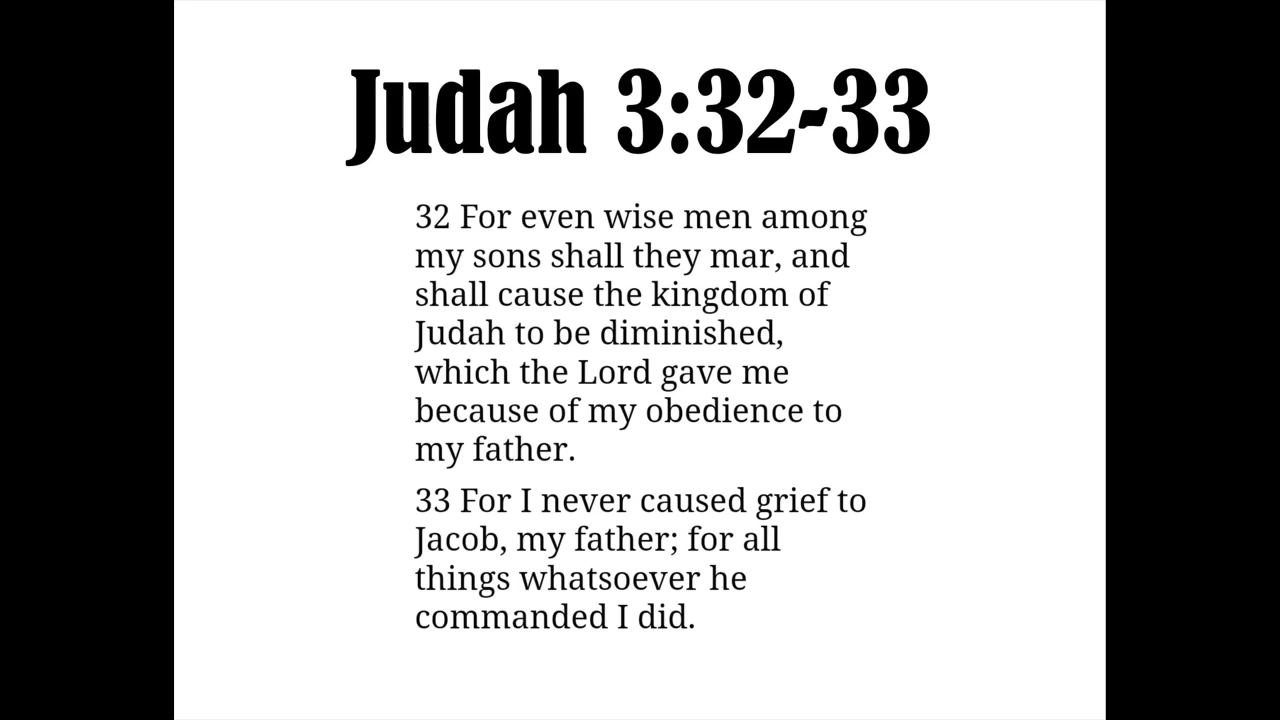 Judah 3:32-33
32 For even wise men among
my sons shall they mar, and
shall cause the kingdom of
Judah to be diminished,
which the Lord gave me
because of my obedience to
my father.
33 For I never caused grief to
Jacob, my father; for all
things whatsoever he
commanded I did.